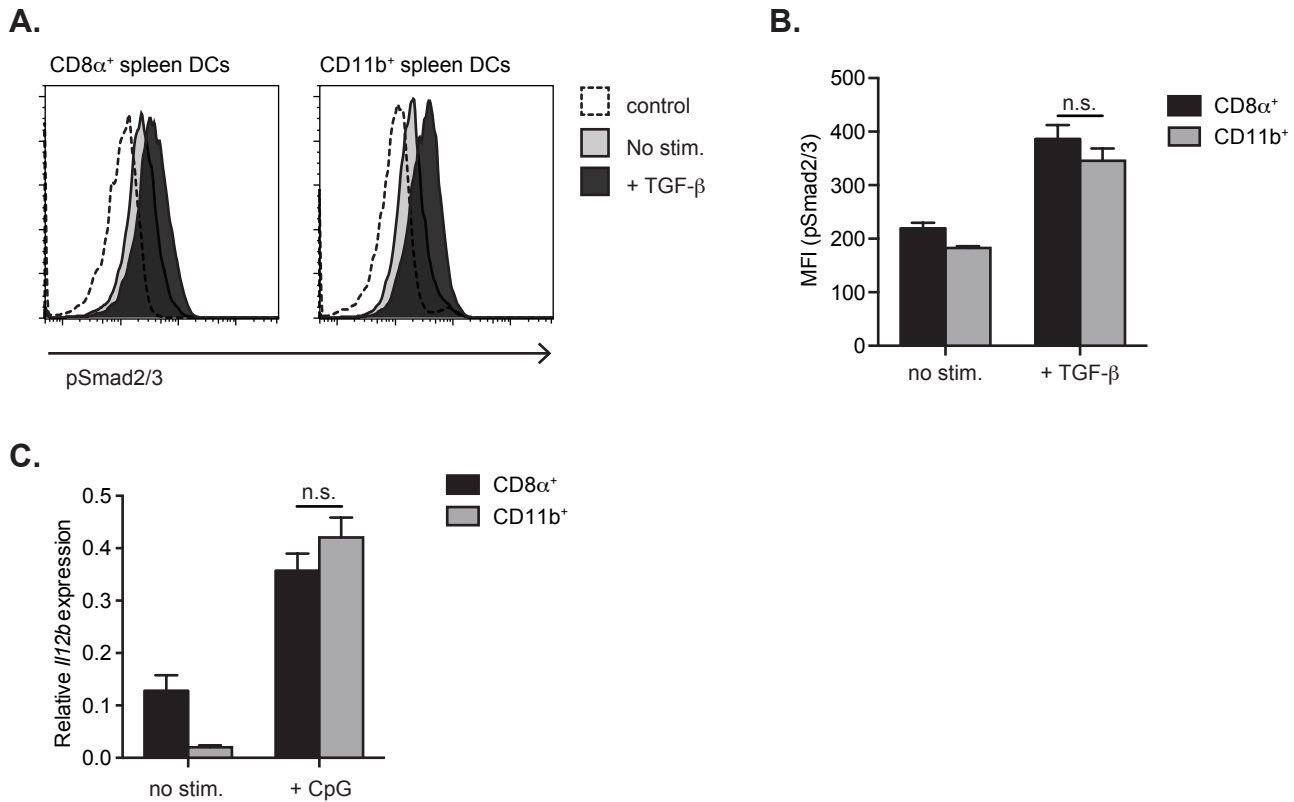 A.
CD8α⁺ spleen DCs
CD11b⁺ spleen DCs
control
No stim.
+ TGF-β
pSmad2/3
B.
500
400
300
200
100
0
MFI (pSmad2/3)
n.s.
no stim.
+ TGF-β
CD8α⁺
CD11b⁺
C.
0.5
0.4
0.3
0.2
0.1
0.0
Relative Il12b expression
n.s.
no stim.
+ CpG
CD8α⁺
CD11b⁺